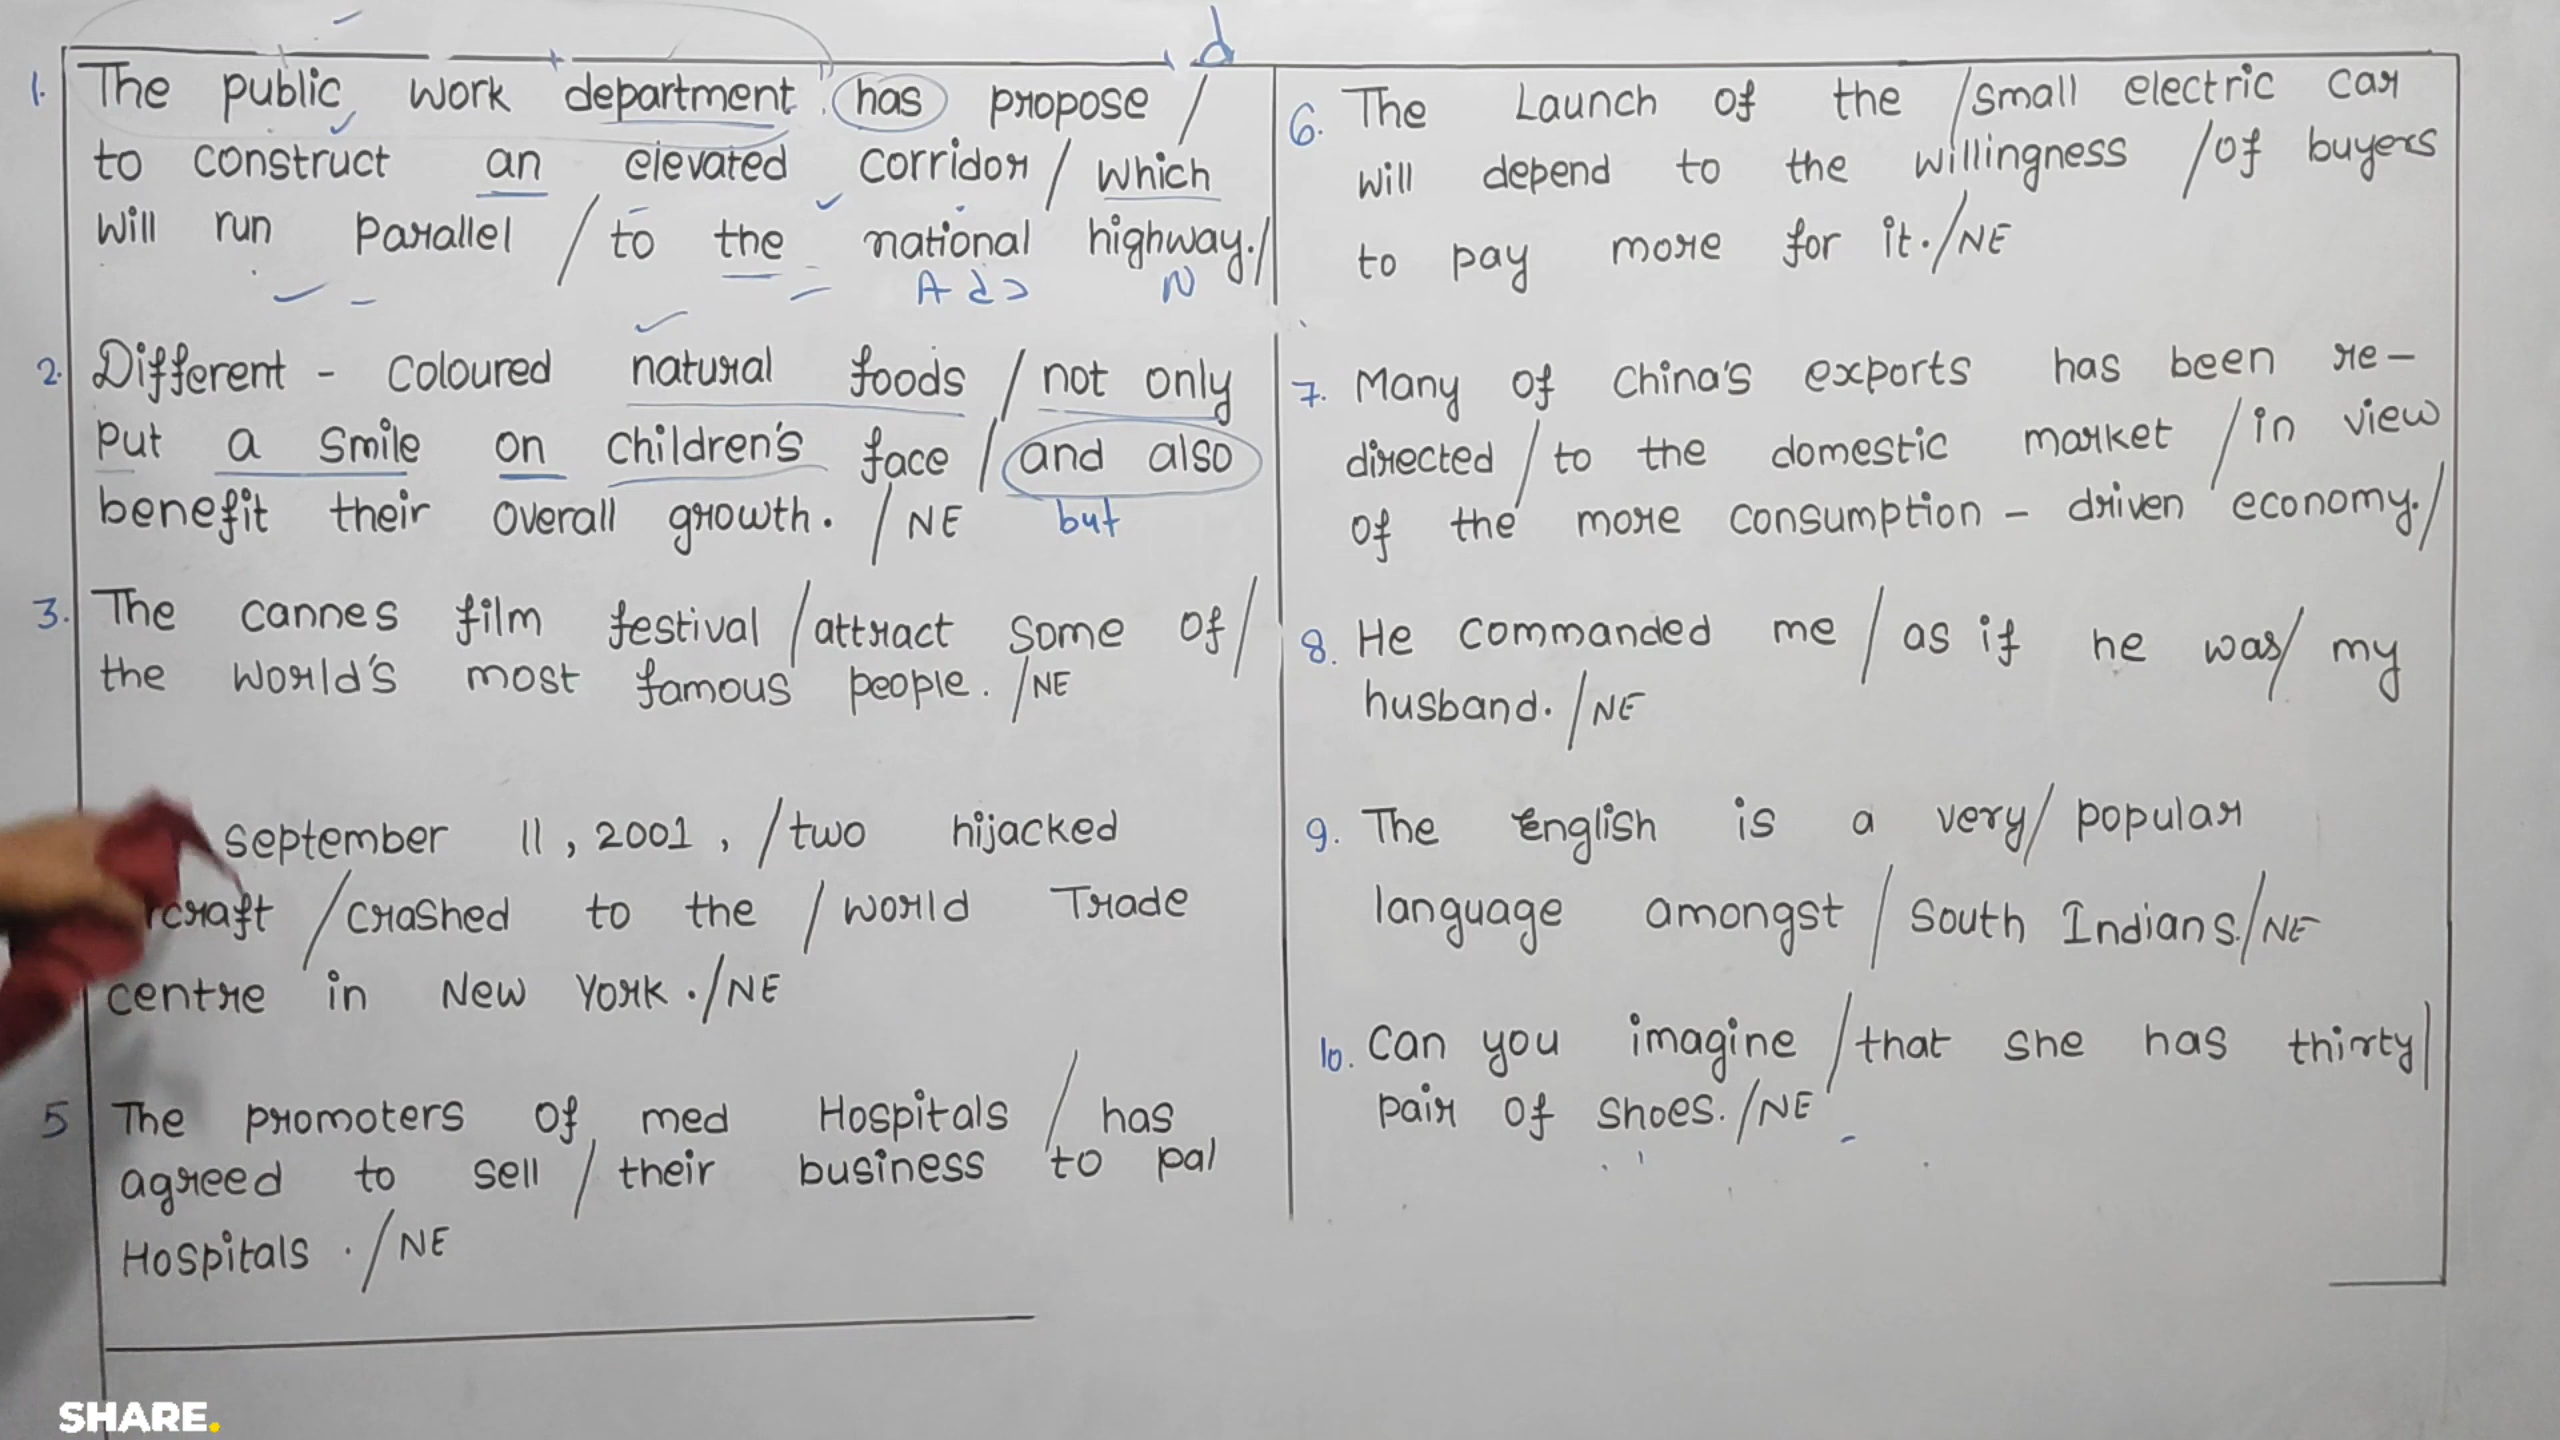 d
1. The public work department has propose /
to construct an elevated corridor / which
will run parallel / to the national highway./
Adj N
2. Different - coloured natural foods / not only
put a smile on children's face / and also
benefit their overall growth. / NE but
3. The cannes film festival / attract some of /
the world's most famous people. / NE
September 11, 2001, / two hijacked
craft / crashed to the / world Trade
centre in New York. / NE
5 The promoters of med Hospitals / has
agreed to sell / their business to pal
Hospitals. / NE
6. The Launch of the / small electric car
will depend to the willingness / of buyers
to pay more for it. / NE
7. Many of china's exports has been re-
directed / to the domestic market / in view
of the more consumption - driven economy./
8. He commanded me / as if he was / my
husband. / NE
9. The English is a very / popular
language amongst / South Indians. / NE
10. Can you imagine / that she has thirty /
pair of shoes. / NE
SHARE.